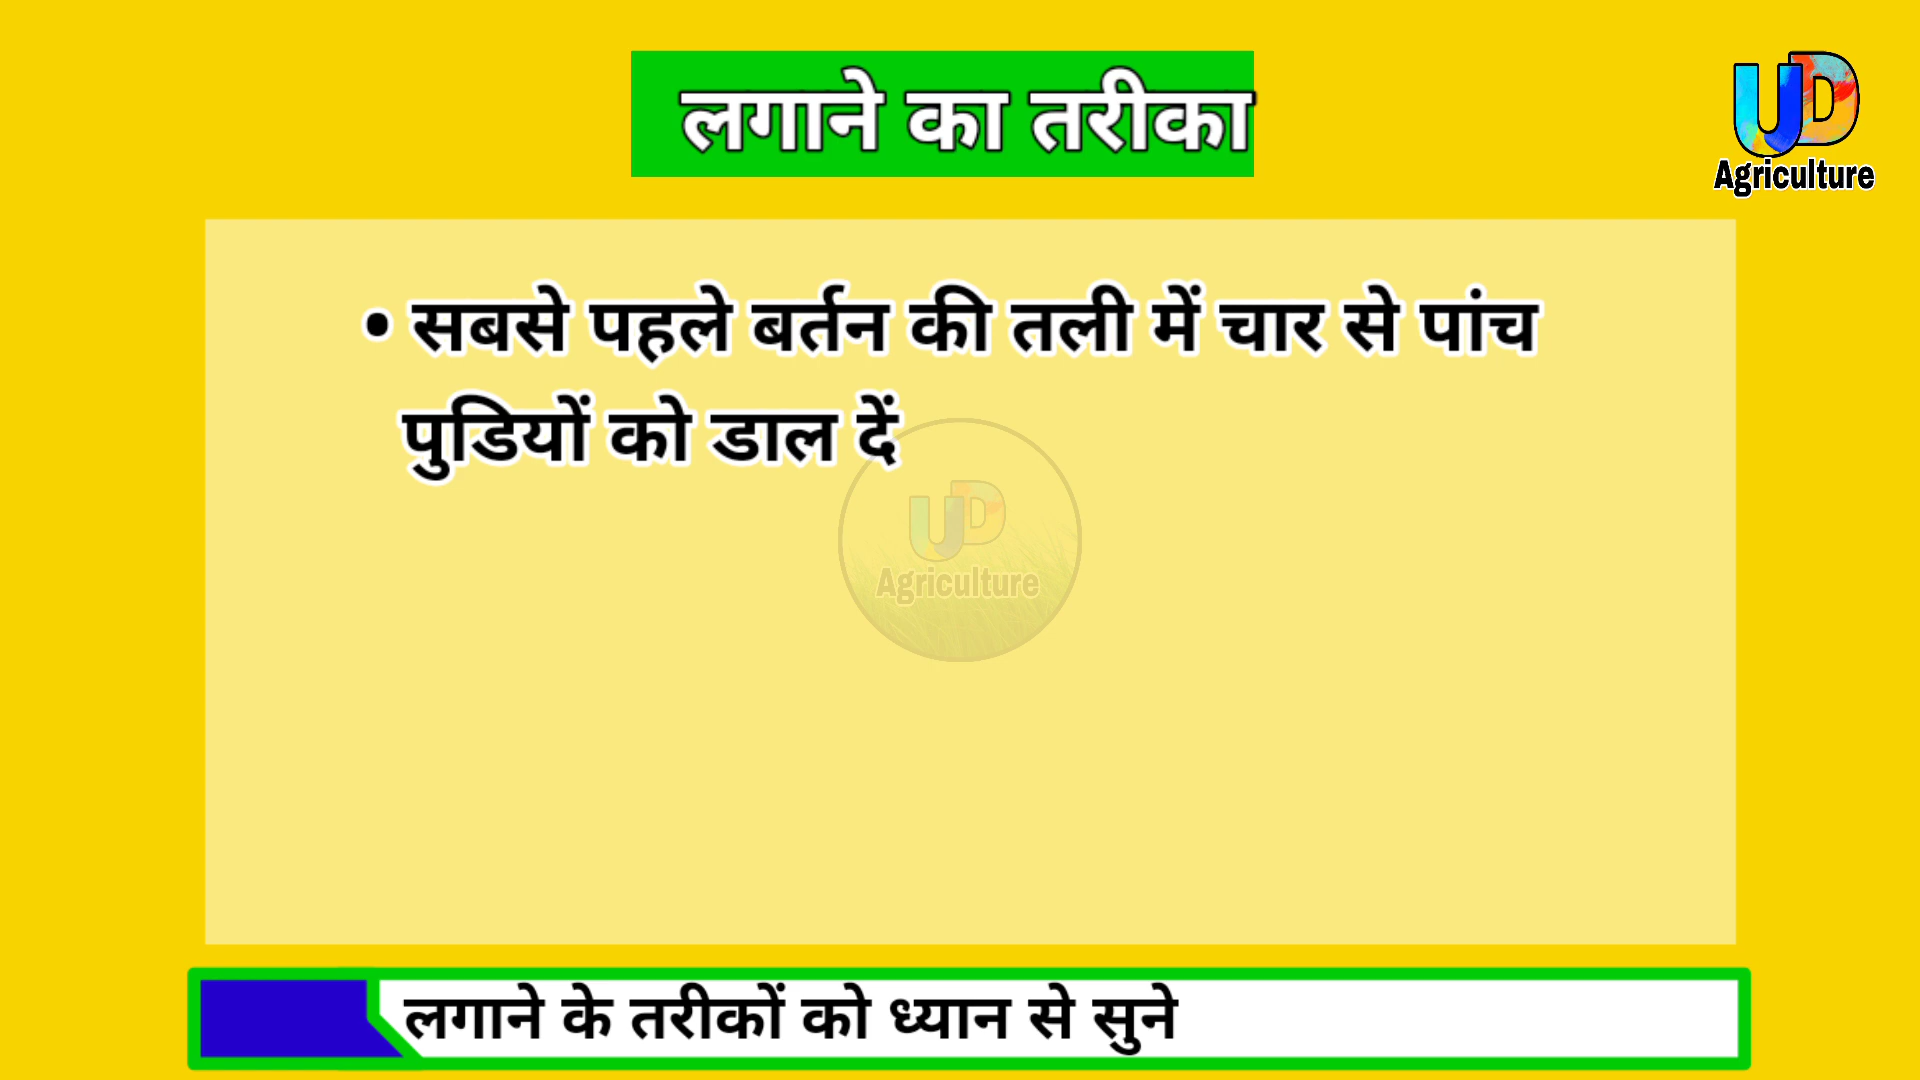 लगाने का तरीका
UD
Agriculture
• सबसे पहले बर्तन की तली में चार से पांच
पुडियों को डाल दें
UD
Agriculture
लगाने के तरीकों को ध्यान से सुने